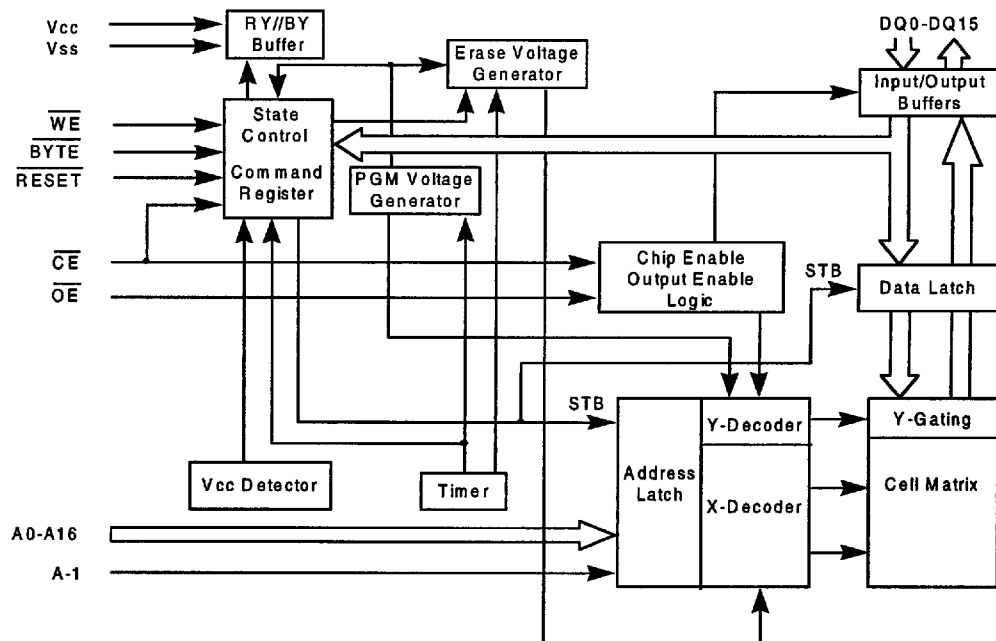 Vcc
Vss
RY//BY
Buffer
Erase Voltage
Generator
DQ0-DQ15
Input/Output
Buffers
WE
BYTE
RESET
State
Control
Command
Register
PGM Voltage
Generator
CE
OE
Chip Enable
Output Enable
Logic
STB
Data Latch
STB
Y-Decoder
Y-Gating
Address
Latch
X-Decoder
Cell Matrix
Vcc Detector
Timer
A0-A16
A-1